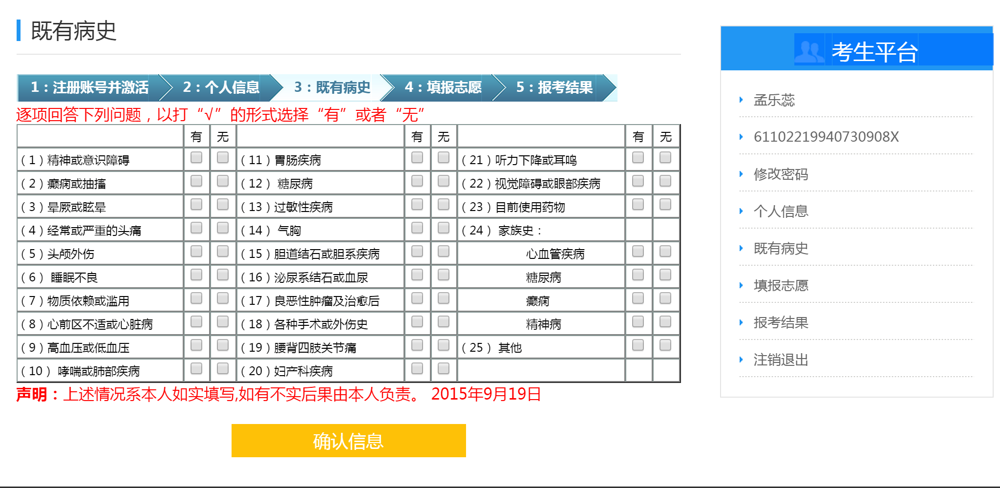 既有病史
1：注册账号并激活 2：个人信息 3：既有病史 4：填报志愿 5：报考结果
逐项回答下列问题，以打“√”的形式选择“有”或者“无”
有 无 有 无 有 无
（1）精神或意识障碍 （11）胃肠疾病 （21）听力下降或耳鸣
（2）癫痫或抽搐 （12） 糖尿病 （22）视觉障碍或眼部疾病
（3）晕厥或眩晕 （13）过敏性疾病 （23）目前使用药物
（4）经常或严重的头痛 （14） 气胸 （24） 家族史：
（5）头颅外伤 （15）胆道结石或胆系疾病 心血管疾病
（6） 睡眠不良 （16）泌尿系结石或血尿 糖尿病
（7）物质依赖或滥用 （17）良恶性肿瘤及治愈后 癫痫
（8）心前区不适或心脏病 （18）各种手术或外伤史 精神病
（9）高血压或低血压 （19）腰背四肢关节痛 （25） 其他
（10） 哮喘或肺部疾病 （20）妇产科疾病
声明：上述情况系本人如实填写,如有不实后果由本人负责。 2015年9月19日
确认信息
考生平台
孟乐蕊
61102219940730908X
修改密码
个人信息
既有病史
填报志愿
报考结果
注销退出